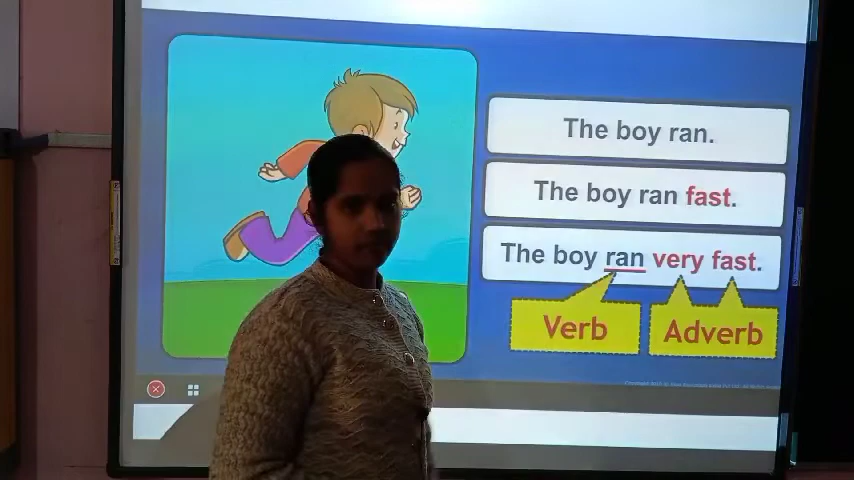 The boy ran.
The boy ran fast.
The boy ran very fast.
Verb
Adverb